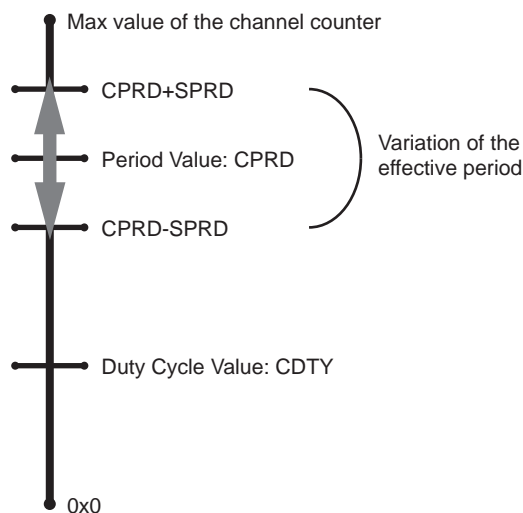 Max value of the channel counter
CPRD+SPRD
Period Value: CPRD
Variation of the
effective period
CPRD-SPRD
Duty Cycle Value: CDTY
0x0